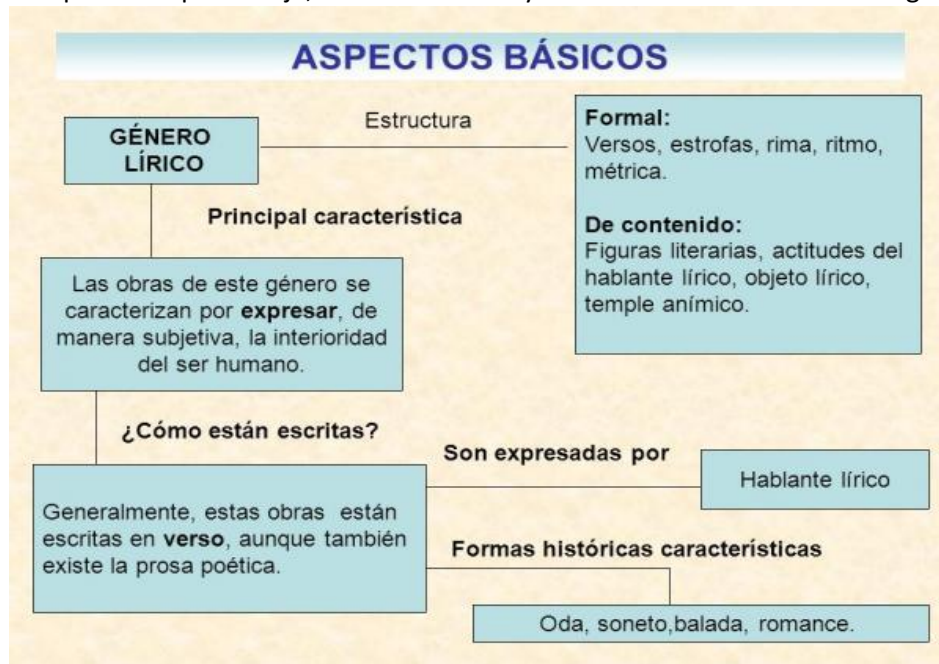 ASPECTOS BÁSICOS
GÉNERO
LÍRICO
Estructura
Formal:
Versos, estrofas, rima, ritmo,
métrica.
De contenido:
Figuras literarias, actitudes del
hablante lírico, objeto lírico,
temple anímico.
Principal característica
Las obras de este género se
caracterizan por expresar, de
manera subjetiva, la interioridad
del ser humano.
¿Cómo están escritas?
Generalmente, estas obras están
escritas en verso, aunque también
existe la prosa poética.
Son expresadas por
Hablante lírico
Formas históricas características
Oda, soneto,balada, romance.